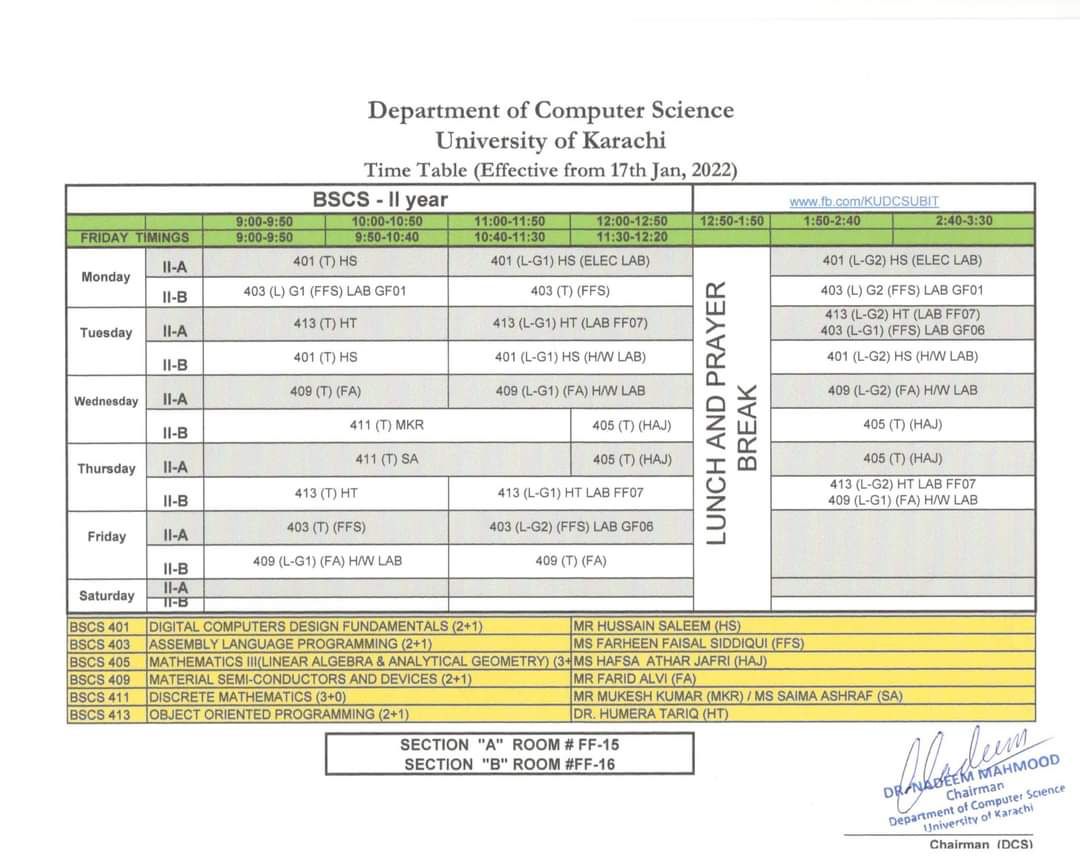 Department of Computer Science
University of Karachi
Time Table (Effective from 17th Jan, 2022)
BSCS - II year www.fb.com/KUDCSUBIT
9:00-9:50 10:00-10:50 11:00-11:50 12:00-12:50 12:50-1:50 1:50-2:40 2:40-3:30
FRIDAY TIMINGS 9:00-9:50 9:50-10:40 10:40-11:30 11:30-12:20
LUNCH AND PRAYER
BREAK
Monday
II-A 401 (T) HS 401 (L-G1) HS (ELEC LAB) 401 (L-G2) HS (ELEC LAB)
II-B 403 (L) G1 (FFS) LAB GF01 403 (T) (FFS) 403 (L) G2 (FFS) LAB GF01
Tuesday
II-A 413 (T) HT 413 (L-G1) HT (LAB FF07) 413 (L-G2) HT (LAB FF07)
403 (L-G1) (FFS) LAB GF06
II-B 401 (T) HS 401 (L-G1) HS (H/W LAB) 401 (L-G2) HS (H/W LAB)
Wednesday
II-A 409 (T) (FA) 409 (L-G1) (FA) H/W LAB 409 (L-G2) (FA) H/W LAB
II-B 411 (T) MKR 405 (T) (HAJ) 405 (T) (HAJ)
Thursday
II-A 411 (T) SA 405 (T) (HAJ) 405 (T) (HAJ)
II-B 413 (T) HT 413 (L-G1) HT LAB FF07 413 (L-G2) HT LAB FF07
409 (L-G1) (FA) H/W LAB
Friday
II-A 403 (T) (FFS) 403 (L-G2) (FFS) LAB GF06
II-B 409 (L-G1) (FA) H/W LAB 409 (T) (FA)
Saturday
II-A
II-B
BSCS 401 DIGITAL COMPUTERS DESIGN FUNDAMENTALS (2+1) MR HUSSAIN SALEEM (HS)
BSCS 403 ASSEMBLY LANGUAGE PROGRAMMING (2+1) MS FARHEEN FAISAL SIDDIQUI (FFS)
BSCS 405 MATHEMATICS III(LINEAR ALGEBRA & ANALYTICAL GEOMETRY) (3+ MS HAFSA ATHAR JAFRI (HAJ)
BSCS 409 MATERIAL SEMI-CONDUCTORS AND DEVICES (2+1) MR FARID ALVI (FA)
BSCS 411 DISCRETE MATHEMATICS (3+0) MR MUKESH KUMAR (MKR) / MS SAIMA ASHRAF (SA)
BSCS 413 OBJECT ORIENTED PROGRAMMING (2+1) DR. HUMERA TARIQ (HT)
SECTION "A" ROOM # FF-15
SECTION "B" ROOM #FF-16
DR. NADEEM MAHMOOD
Chairman
Department of Computer Science
University of Karachi
Chairman (DCS)